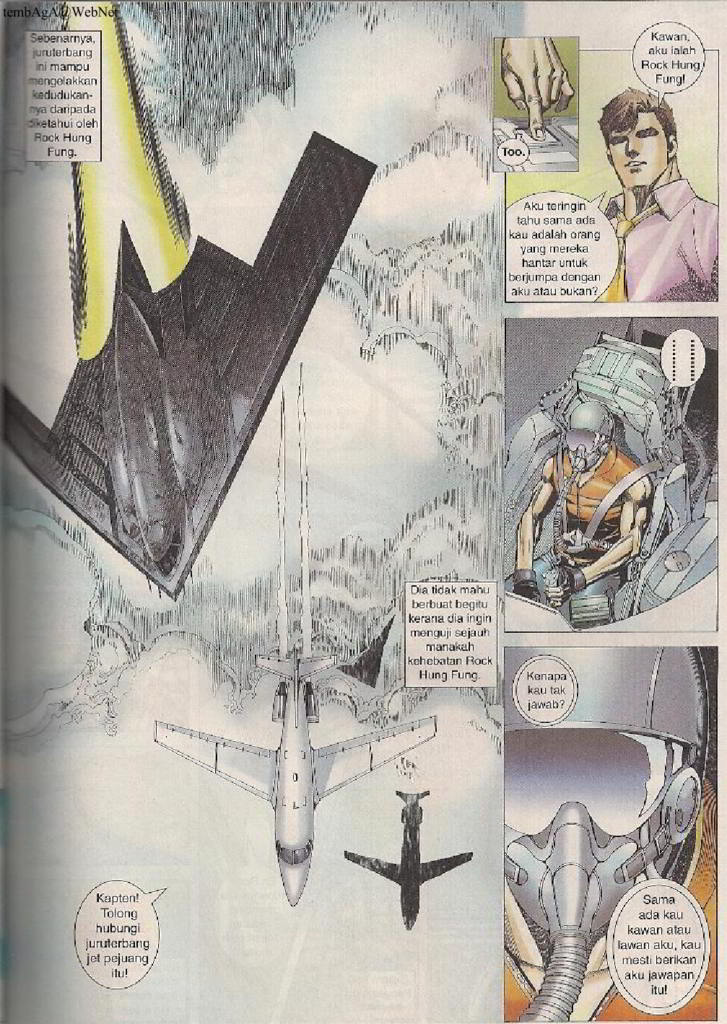 tembAgA@WebNet
Sebenarnya,
juruterbang
ini mampu
mengelakkan
kedudukan-
nya daripada
diketahui oleh
Rock Hung
Fung.
Kawan,
aku ialah
Rock Hung
Fung!
Too.
Aku teringin
tahu sama ada
kau adalah orang
yang mereka
hantar untuk
berjumpa dengan
aku atau bukan?
Dia tidak mahu
berbuat begitu
kerana dia ingin
menguji sejauh
manakah
kehebatan Rock
Hung Fung.
Kenapa
kau tak
jawab?
Kapten!
Tolong
hubungi
juruterbang
jet pejuang
itu!
Sama
ada kau
kawan atau
lawan aku, kau
mesti berikan
aku jawapan
itu!